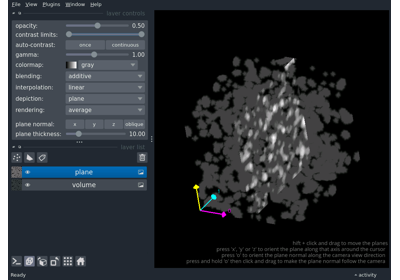 File View Plugins Window Help
layer controls
opacity: 0.50
contrast limits:
auto-contrast: once continuous
gamma: 1.00
colormap: gray
blending: additive
interpolation: linear
depiction: plane
rendering: average
plane normal: x y z oblique
plane thickness: 10.00
layer list
plane
volume
shift + click and drag to move the planes
press 'x', 'y' or 'z' to orient the plane along that axis around the cursor
press 'o' to orient the plane normal along the camera view direction
press and hold 'o' then click and drag to make the plane normal follow the camera
Ready
activity